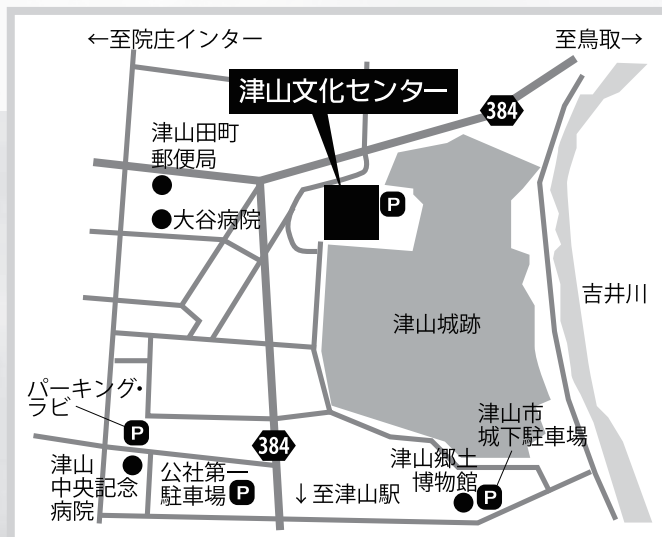 ←至院庄インター
至鳥取→
津山文化センター
384
津山田町
郵便局
P
大谷病院
吉井川
津山城跡
パーキング・
ラビ
P
津山市
城下駐車場
384
津山郷土
博物館
津山
中央記念
病院
公社第一
駐車場
P
↓至津山駅
P